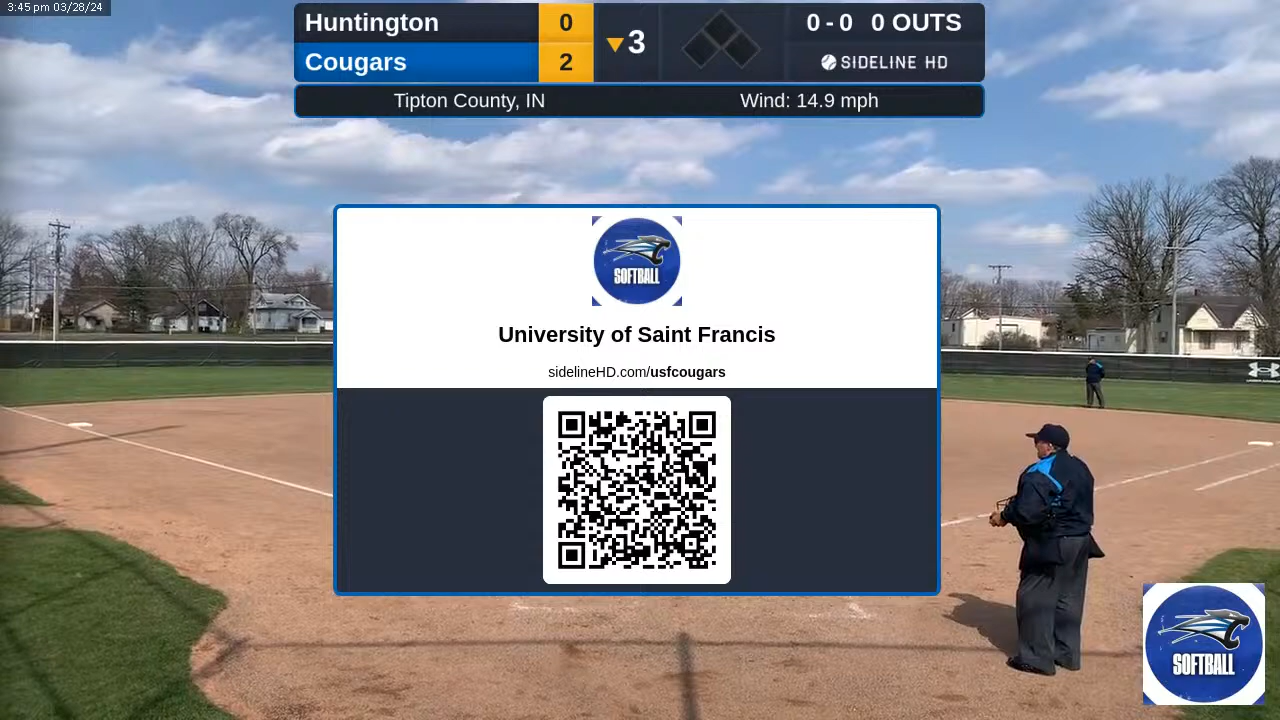 3:45 pm 03/28/24
Huntington 0
Cougars 2
3
0 - 0 0 OUTS
SIDELINE HD
Tipton County, IN Wind: 14.9 mph
SOFTBALL
University of Saint Francis
sidelineHD.com/usfcougars
SOFTBALL